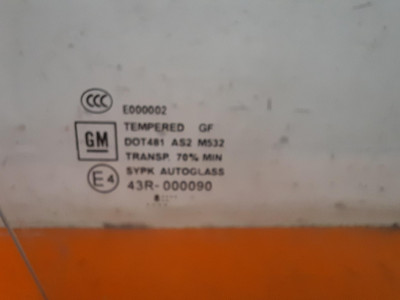 CCC
E000002
GM
TEMPERED GF
DOT481 AS2 M532
TRANSP. 70% MIN
SYPK AUTOGLASS
E4
43R-000090